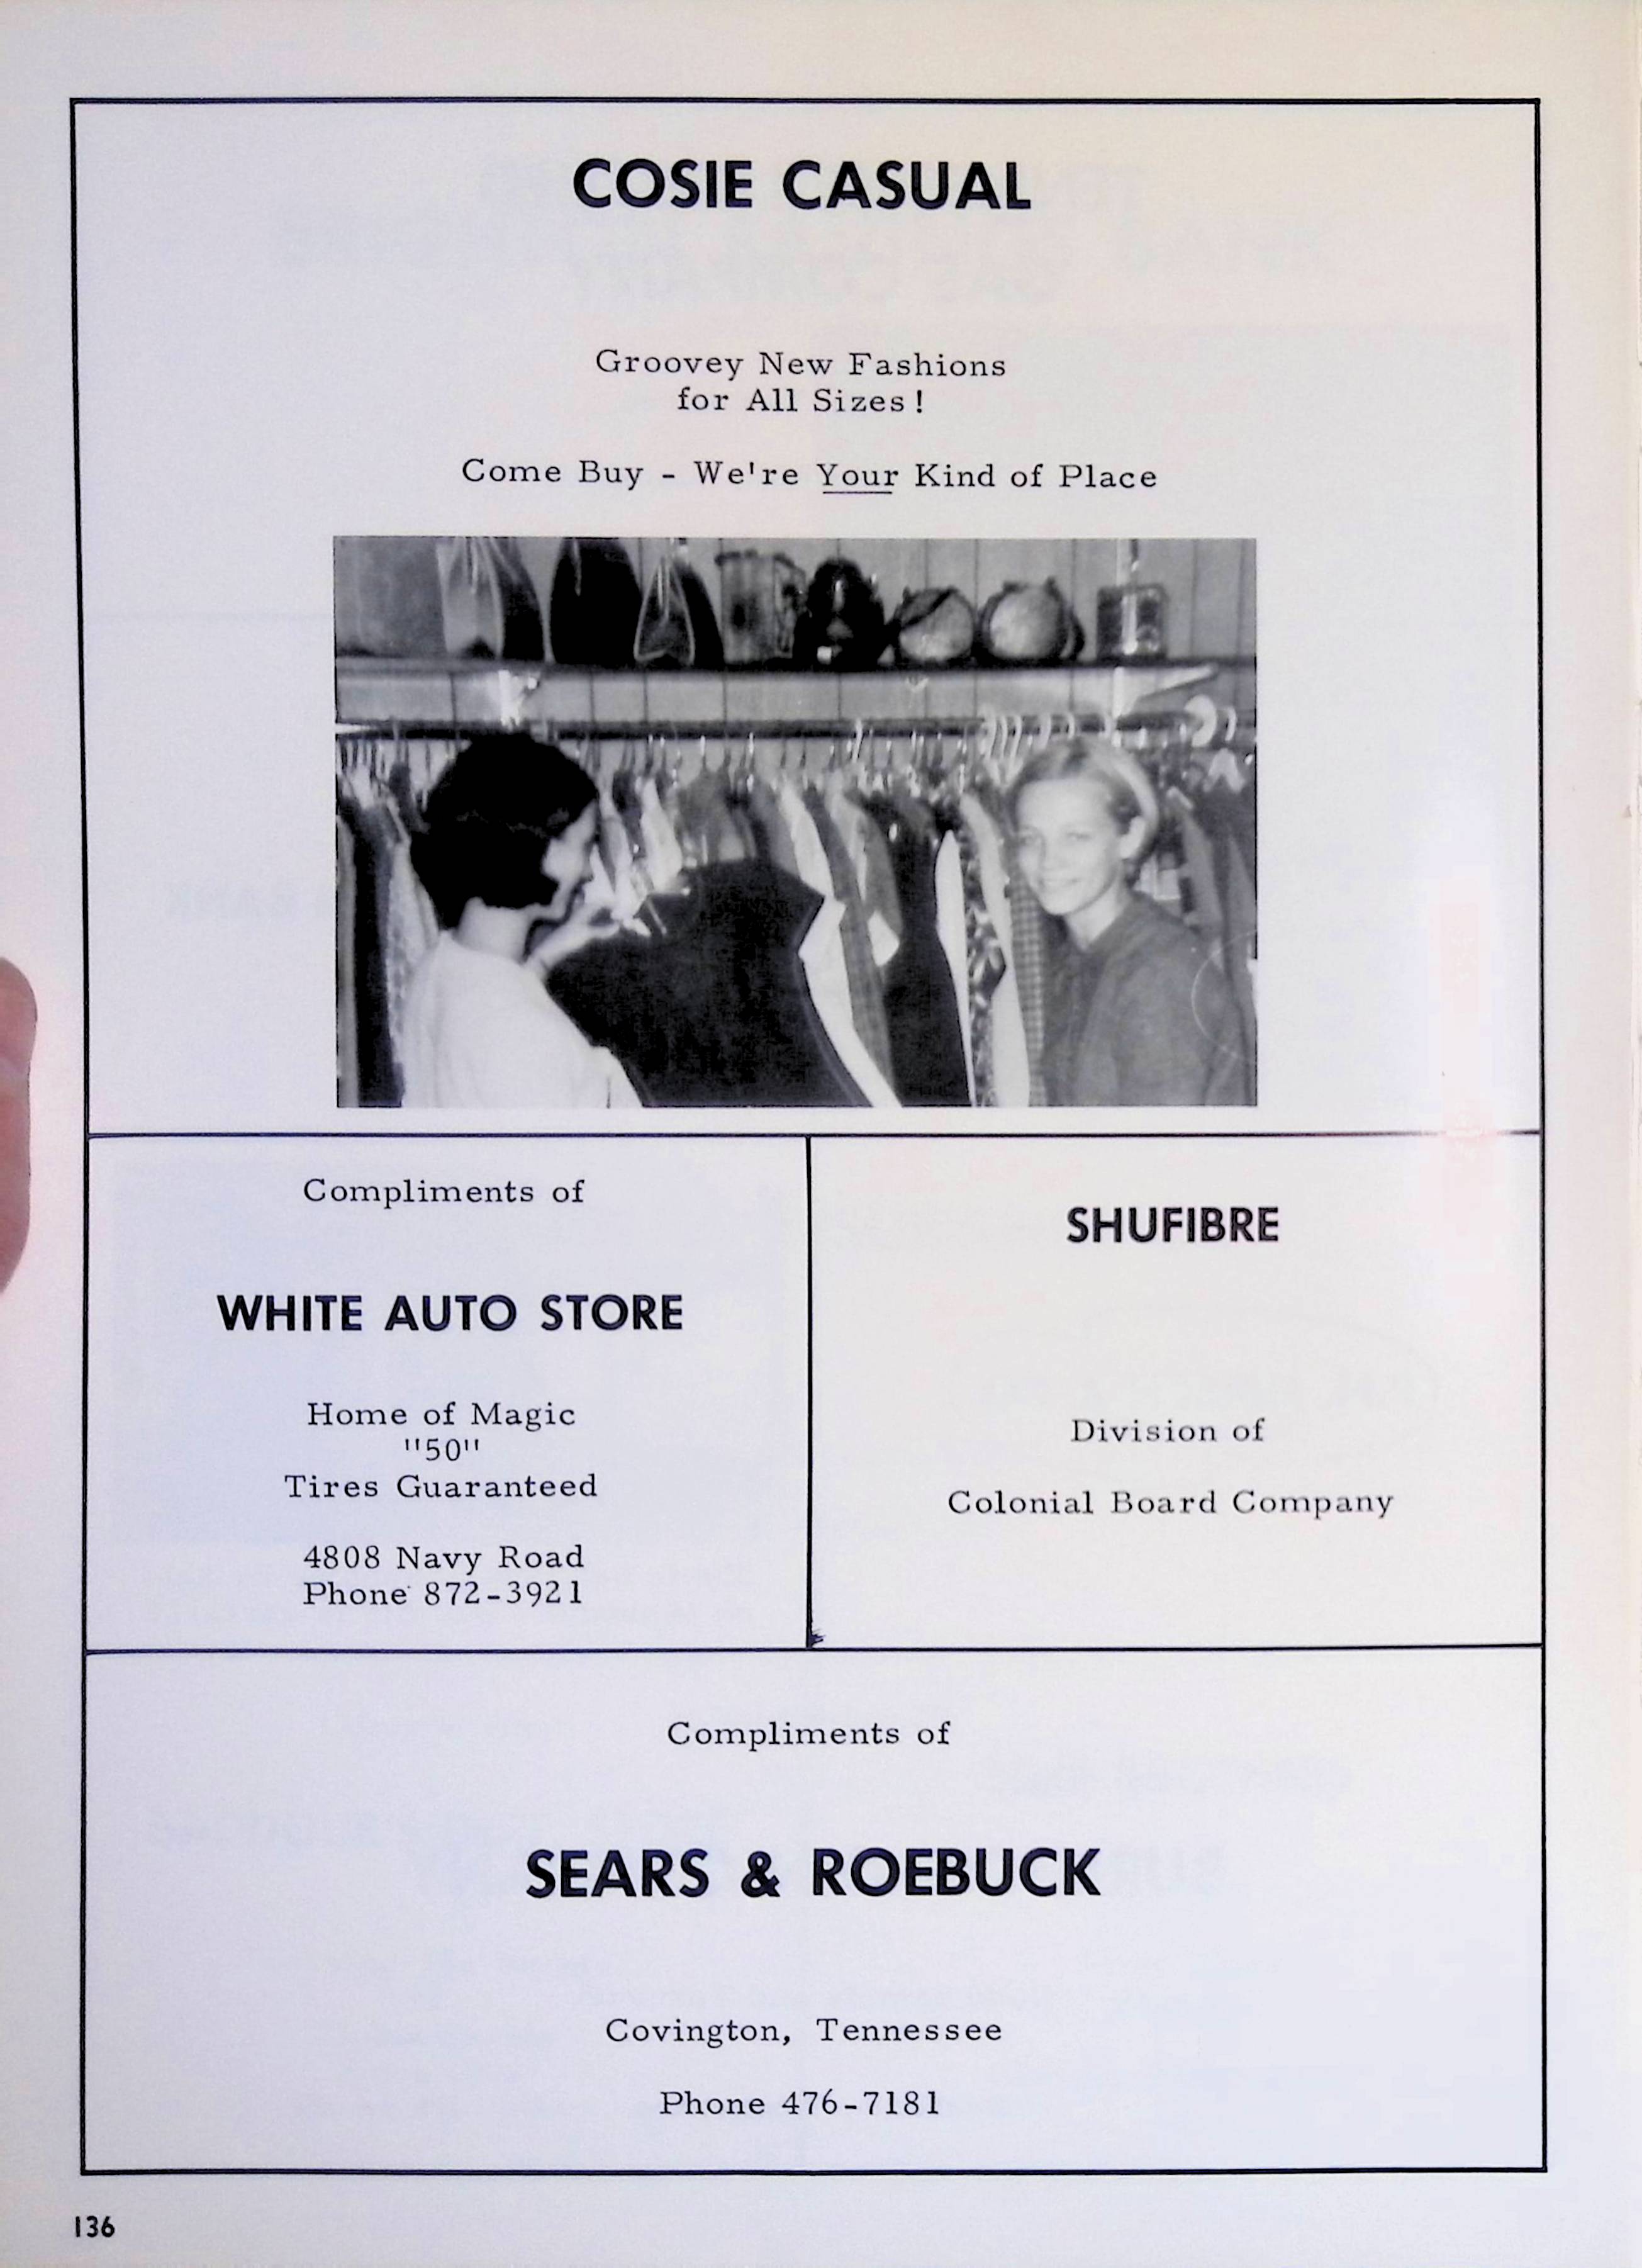 COSIE CASUAL
Groovey New Fashions
for All Sizes!
Come Buy - We're Your Kind of Place
Compliments of
WHITE AUTO STORE
Home of Magic
"50"
Tires Guaranteed
4808 Navy Road
Phone 872-3921
SHUFIBRE
Division of
Colonial Board Company
Compliments of
SEARS & ROEBUCK
Covington, Tennessee
Phone 476-7181
136